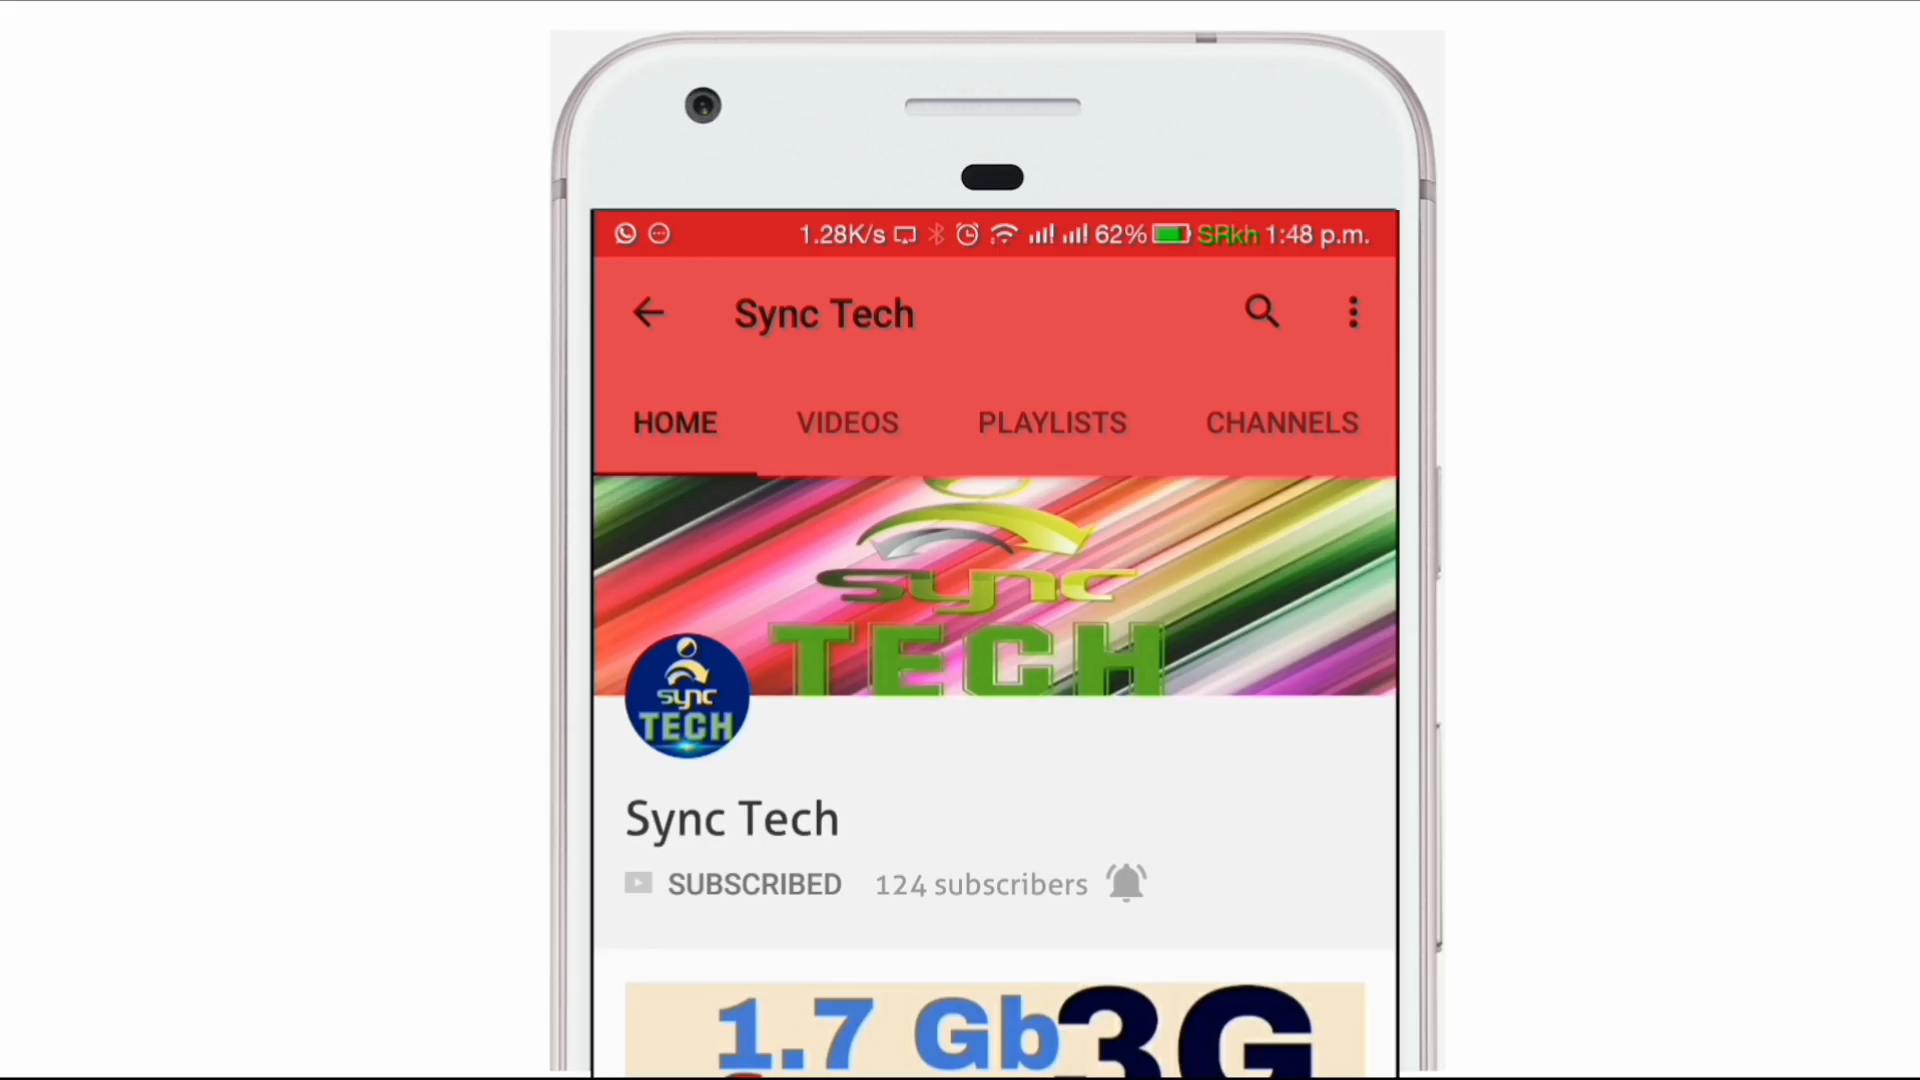 1.28K/s 62% SRkh 1:48 p.m.
Sync Tech
HOME VIDEOS PLAYLISTS CHANNELS
sync
TECH
sync
TECH
Sync Tech
SUBSCRIBED 124 subscribers
1.7 Gb 3G